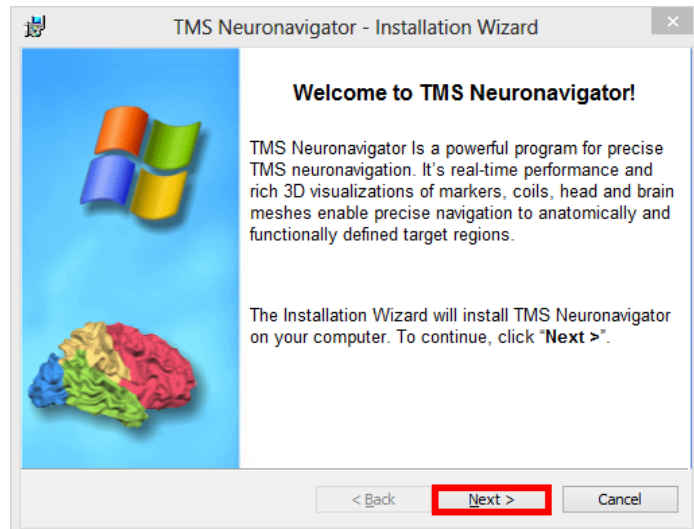 TMS Neuronavigator - Installation Wizard
Welcome to TMS Neuronavigator!
TMS Neuronavigator Is a powerful program for precise
TMS neuronavigation. It's real-time performance and
rich 3D visualizations of markers, coils, head and brain
meshes enable precise navigation to anatomically and
functionally defined target regions.
The Installation Wizard will install TMS Neuronavigator
on your computer. To continue, click “Next >”.
< Back Next > Cancel